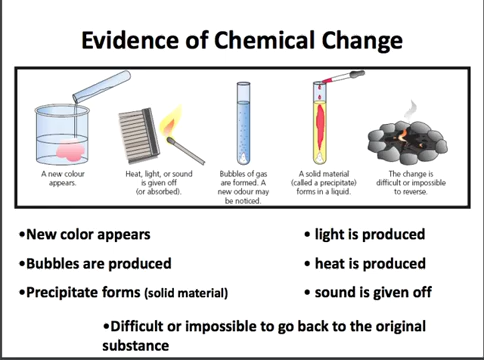 Evidence of Chemical Change
A new colour
appears.
Heat, light, or sound
is given off
(or absorbed).
Bubbles of gas
are formed. A
new odour may
be noticed.
A solid material
(called a precipitate)
forms in a liquid.
The change is
difficult or impossible
to reverse.
•New color appears
•Bubbles are produced
•Precipitate forms (solid material)
• light is produced
• heat is produced
• sound is given off
•Difficult or impossible to go back to the original
substance